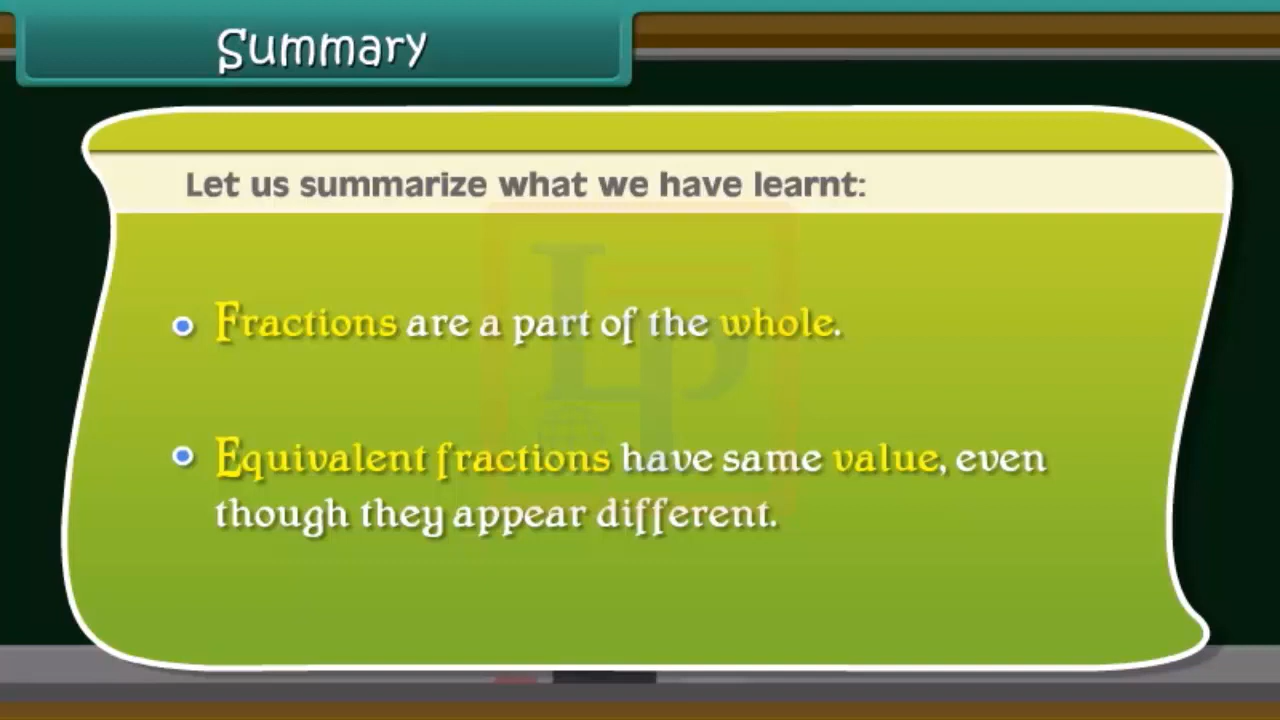 Summary
Let us summarize what we have learnt:
Fractions are a part of the whole.
Equivalent fractions have same value, even
though they appear different.
LP